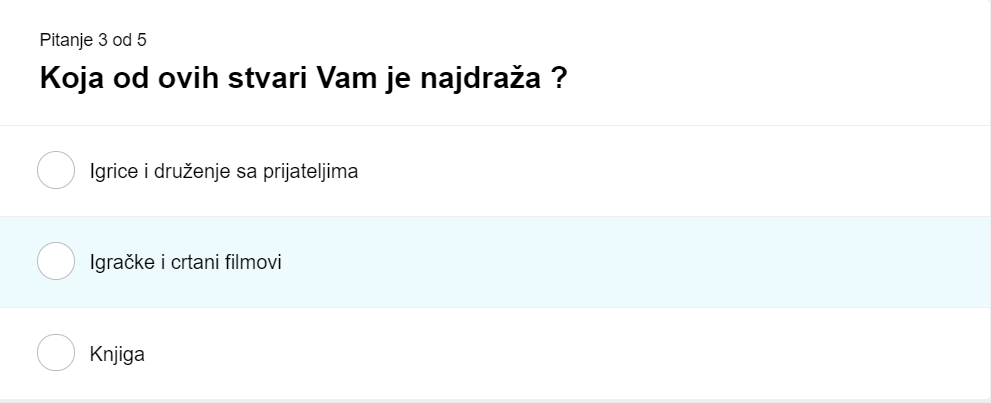 Pitanje 3 od 5
Koja od ovih stvari Vam je najdraža ?
Igrice i druženje sa prijateljima
Igračke i crtani filmovi
Knjiga